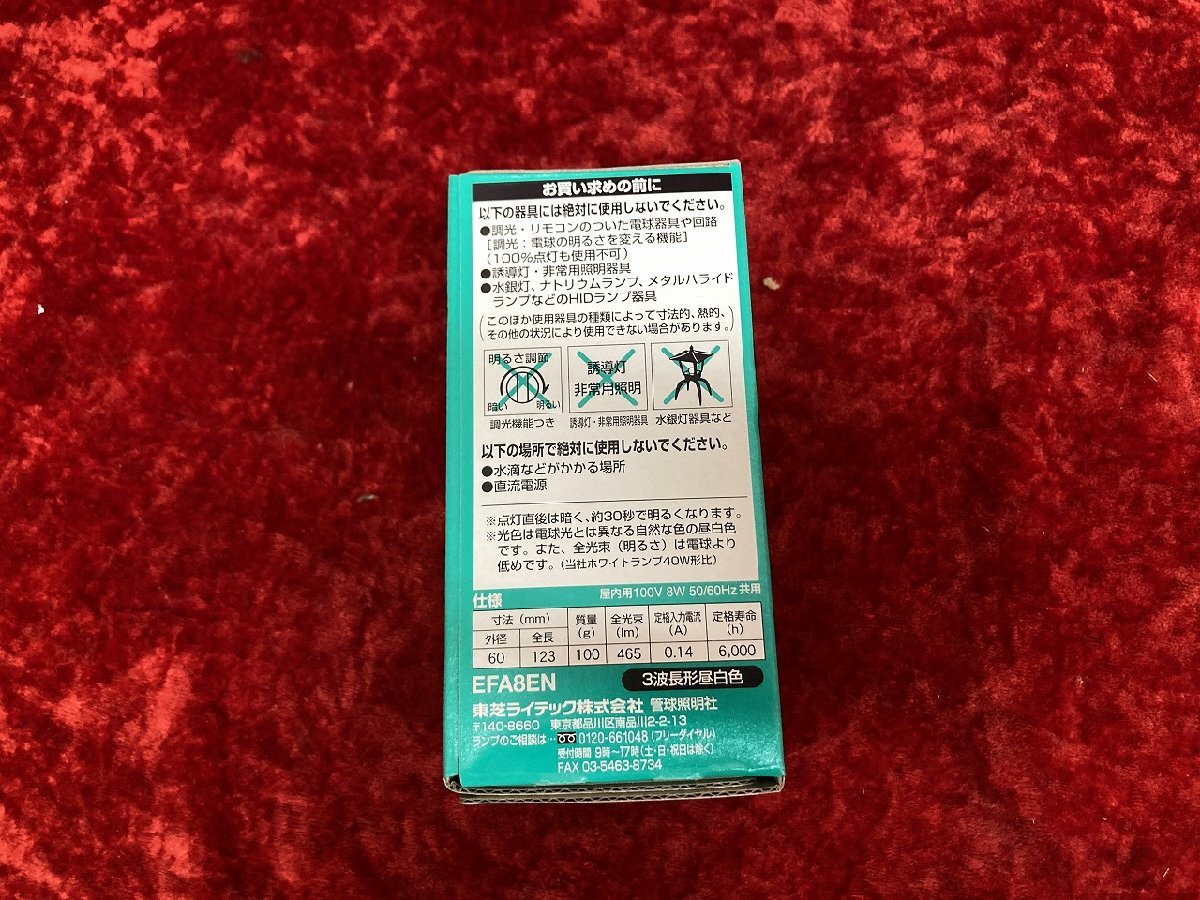 お買い求めの前に
以下の器具には絶対に使用しないでください。
●調光・リモコンのついた電球器具や回路
[調光：電球の明るさを変える機能]
(100%点灯も使用不可)
●誘導灯・非常用照明器具
●水銀灯、ナトリウムランプ、メタルハライド
ランプなどのHIDランプ器具
(このほか使用器具の種類によって寸法的、熱的、
その他の状況により使用できない場合があります。)
明るさ調節
暗い 明るい
調光機能つき
誘導灯
非常用照明
誘導灯・非常用照明器具
水銀灯器具など
以下の場所で絶対に使用しないでください。
●水滴などがかかる場所
●直流電源
※点灯直後は暗く、約30秒で明るくなります。
※光色は電球光とは異なる自然な色の昼白色
です。また、全光束（明るさ）は電球より
低めです。(当社ホワイトランプ40W形比)
仕様 屋内用100V 8W 50/60Hz共用
寸法 (mm) 質量(g) 全光束(lm) 定格入力電流(A) 定格寿命(h)
外径 全長
60 123 100 465 0.14 6,000
EFA8EN 3波長形昼白色
東芝ライテック株式会社 管球照明社
〒140-8660 東京都品川区南品川2-2-13
ランプのご相談は… 0120-661048 (フリーダイヤル)
受付時間 9時〜17時(土・日・祝日は除く)
FAX 03-5463-8734